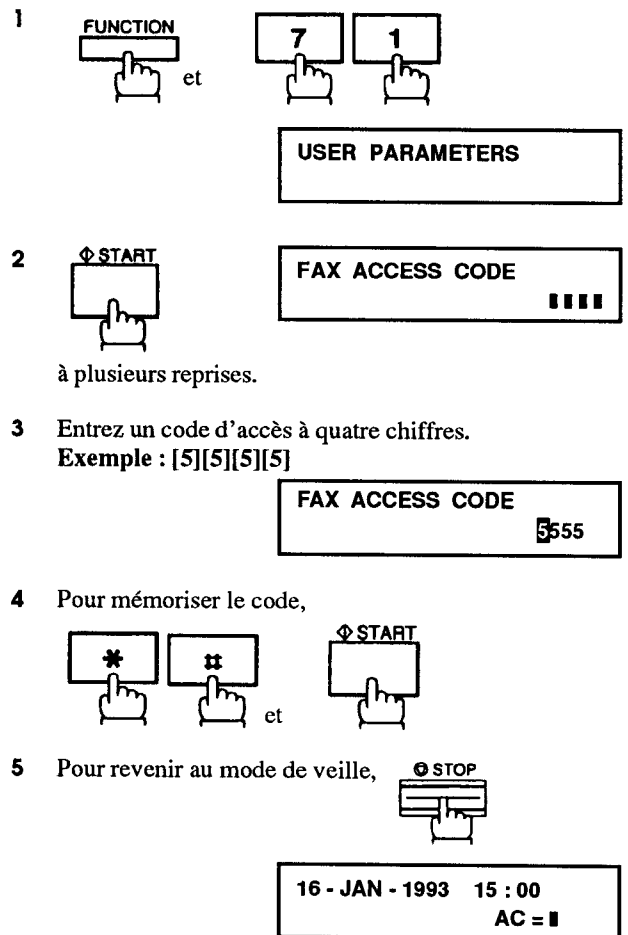 1 FUNCTION et 7 1
USER PARAMETERS
2 START FAX ACCESS CODE
à plusieurs reprises.
3 Entrez un code d'accès à quatre chiffres.
Exemple : [5][5][5][5]
FAX ACCESS CODE
5555
4 Pour mémoriser le code,
* # et START
5 Pour revenir au mode de veille, STOP
16 - JAN - 1993 15 : 00
AC =